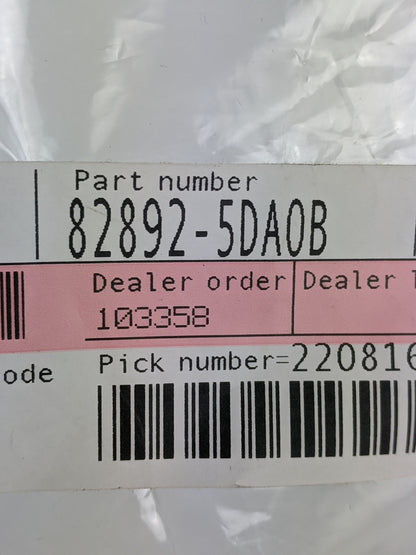 Part number
82892-5DA0B
Dealer order
Dealer
103358
ode
Pick number=220816